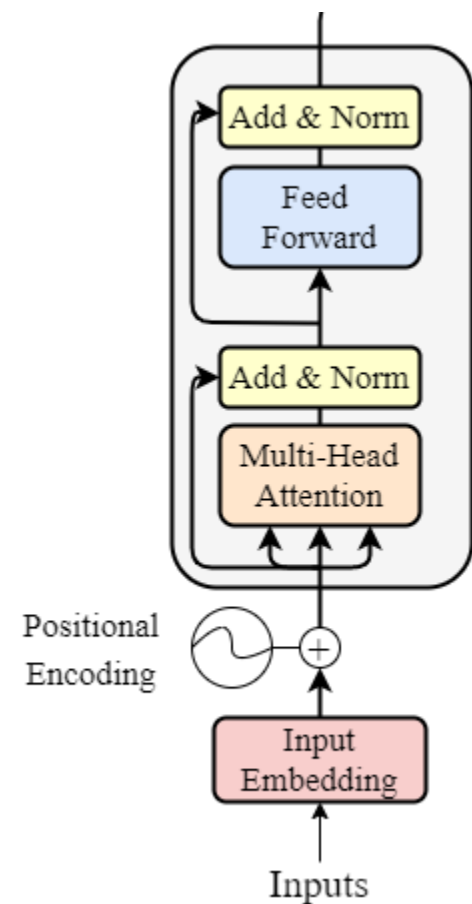 Add & Norm
Feed
Forward
Add & Norm
Multi-Head
Attention
Positional
Encoding
+
Input
Embedding
Inputs